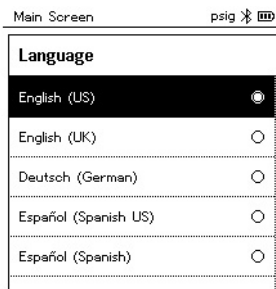 Main Screen psig
Language
English (US)
English (UK)
Deutsch (German)
Español (Spanish US)
Español (Spanish)